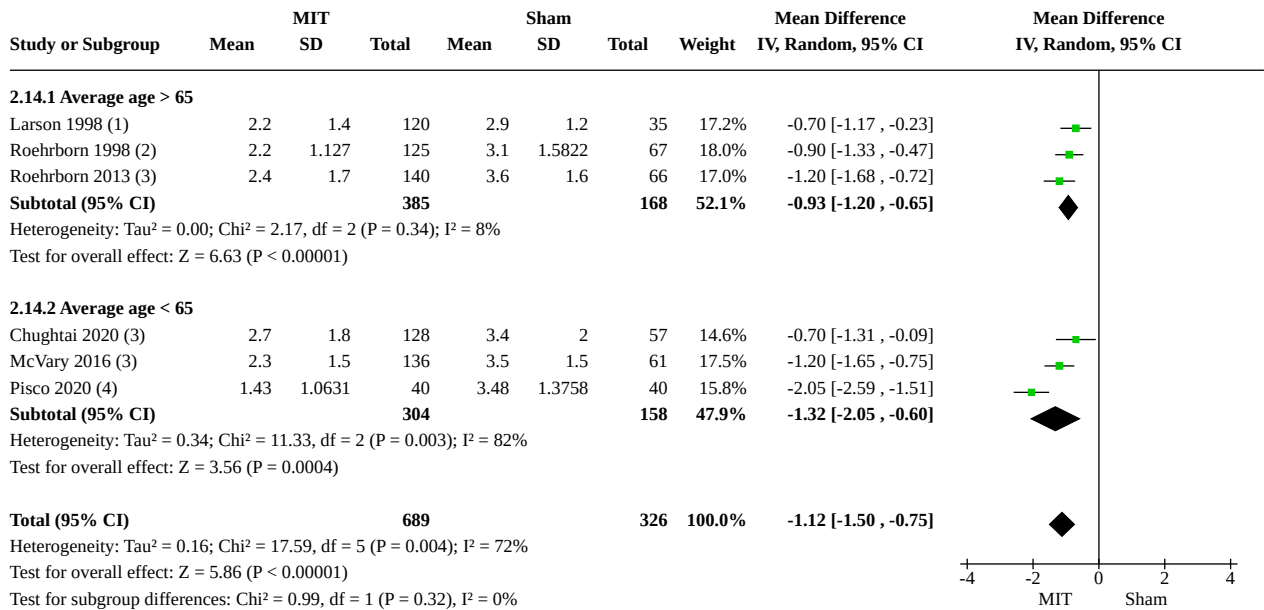 MIT Sham Mean Difference Mean Difference
Study or Subgroup Mean SD Total Mean SD Total Weight IV, Random, 95% CI IV, Random, 95% CI
2.14.1 Average age > 65
Larson 1998 (1) 2.2 1.4 120 2.9 1.2 35 17.2% -0.70 [-1.17 , -0.23]
Roehrborn 1998 (2) 2.2 1.127 125 3.1 1.5822 67 18.0% -0.90 [-1.33 , -0.47]
Roehrborn 2013 (3) 2.4 1.7 140 3.6 1.6 66 17.0% -1.20 [-1.68 , -0.72]
Subtotal (95% CI) 385 168 52.1% -0.93 [-1.20 , -0.65]
Heterogeneity: Tau² = 0.00; Chi² = 2.17, df = 2 (P = 0.34); I² = 8%
Test for overall effect: Z = 6.63 (P < 0.00001)
2.14.2 Average age < 65
Chughtai 2020 (3) 2.7 1.8 128 3.4 2 57 14.6% -0.70 [-1.31 , -0.09]
McVary 2016 (3) 2.3 1.5 136 3.5 1.5 61 17.5% -1.20 [-1.65 , -0.75]
Pisco 2020 (4) 1.43 1.0631 40 3.48 1.3758 40 15.8% -2.05 [-2.59 , -1.51]
Subtotal (95% CI) 304 158 47.9% -1.32 [-2.05 , -0.60]
Heterogeneity: Tau² = 0.34; Chi² = 11.33, df = 2 (P = 0.003); I² = 82%
Test for overall effect: Z = 3.56 (P = 0.0004)
Total (95% CI) 689 326 100.0% -1.12 [-1.50 , -0.75]
Heterogeneity: Tau² = 0.16; Chi² = 17.59, df = 5 (P = 0.004); I² = 72%
Test for overall effect: Z = 5.86 (P < 0.00001)
-4 -2 0 2 4
Test for subgroup differences: Chi² = 0.99, df = 1 (P = 0.32), I² = 0% MIT Sham